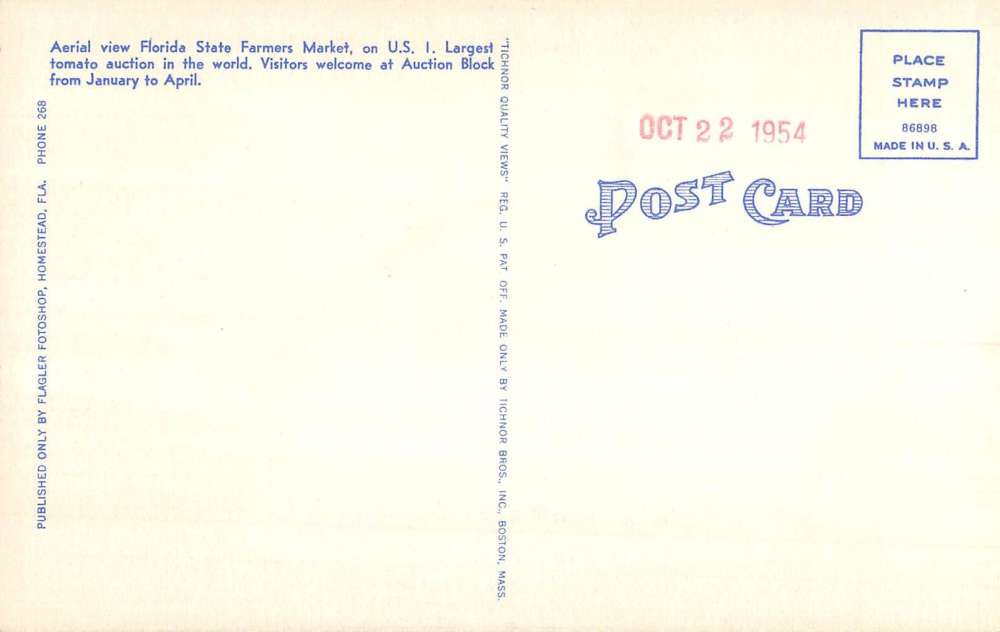 Aerial view Florida State Farmers Market, on U.S. 1. Largest
tomato auction in the world. Visitors welcome at Auction Block
from January to April.
PUBLISHED ONLY BY FLAGLER FOTOSHOP, HOMESTEAD, FLA. PHONE 268
"TICHNOR QUALITY VIEWS" REG. U. S. PAT OFF. MADE ONLY BY TICHNOR BROS., INC., BOSTON, MASS.
OCT 22 1954
POST CARD
PLACE
STAMP
HERE
86898
MADE IN U. S. A.